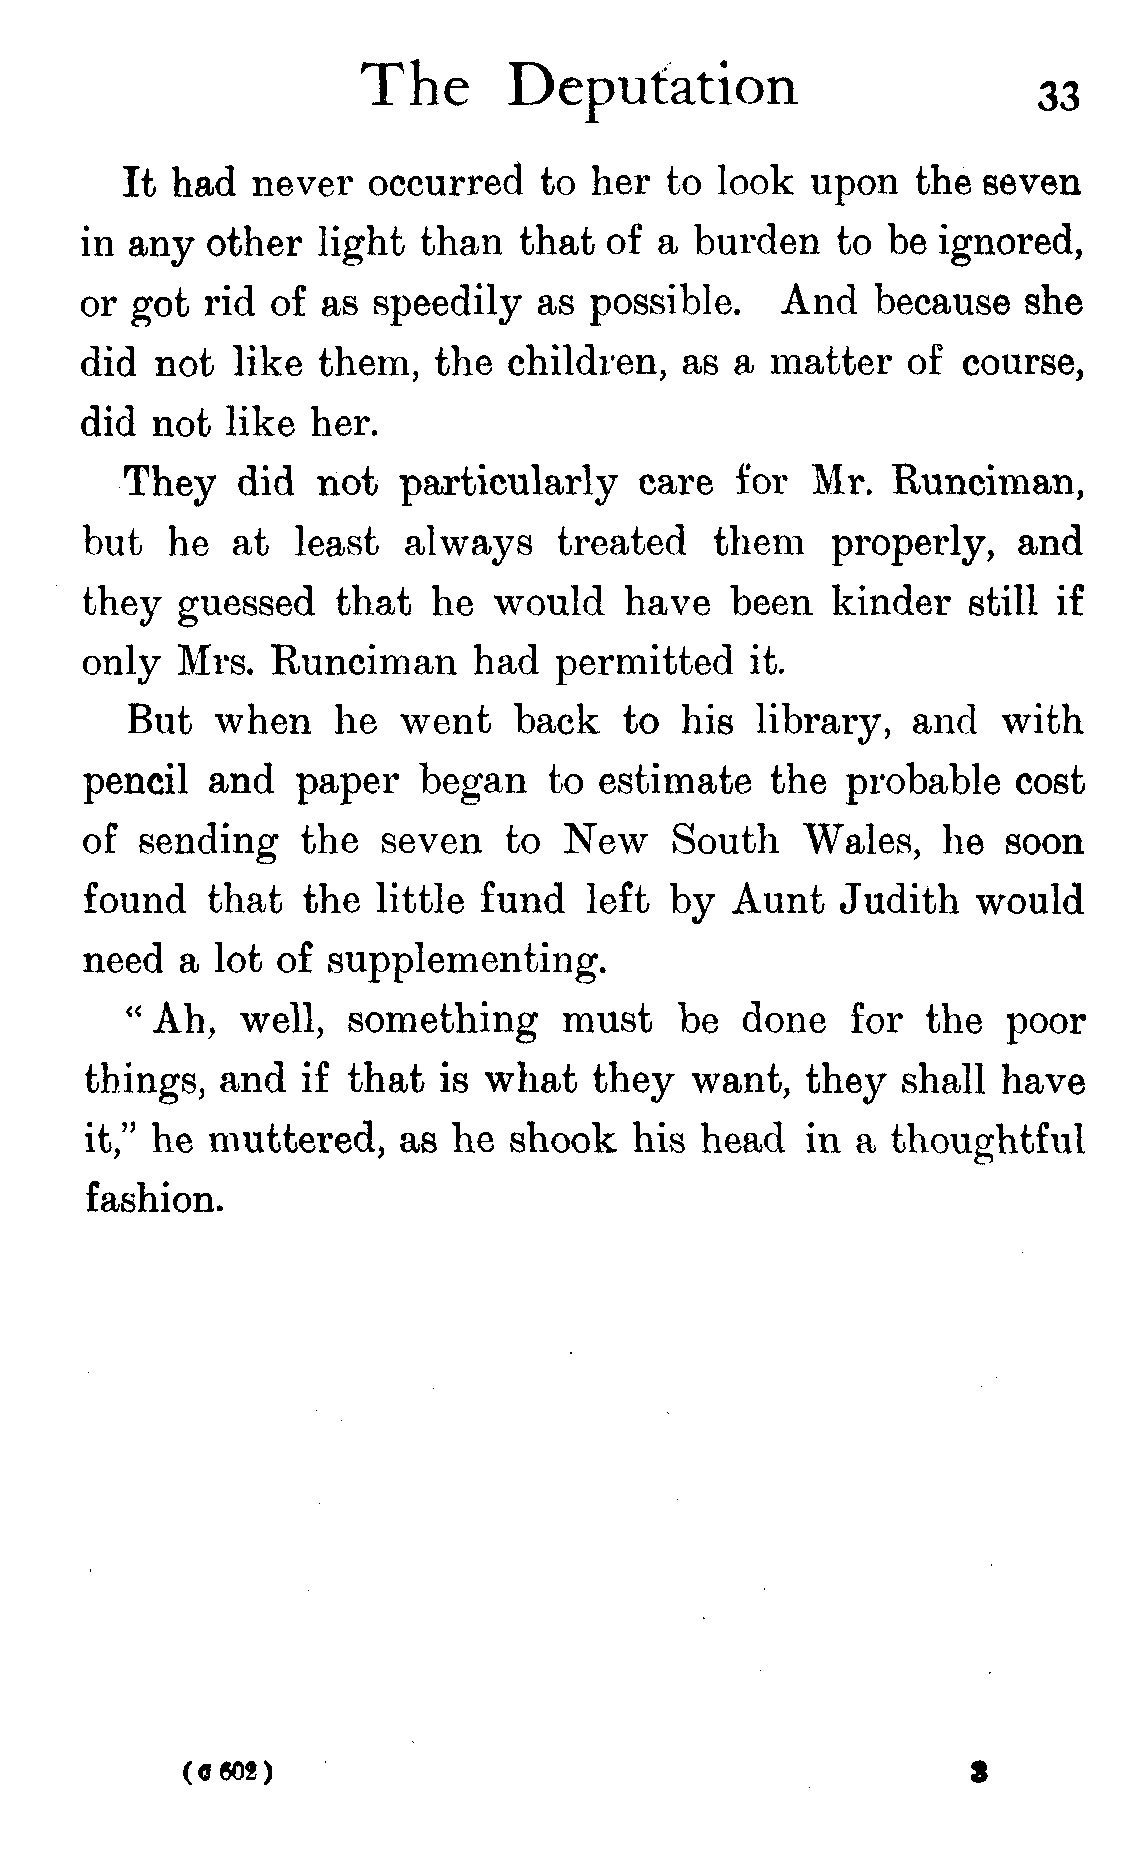 The Deputation 33
It had never occurred to her to look upon the seven
in any other light than that of a burden to be ignored,
or got rid of as speedily as possible. And because she
did not like them, the children, as a matter of course,
did not like her.
They did not particularly care for Mr. Runciman,
but he at least always treated them properly, and
they guessed that he would have been kinder still if
only Mrs. Runciman had permitted it.
But when he went back to his library, and with
pencil and paper began to estimate the probable cost
of sending the seven to New South Wales, he soon
found that the little fund left by Aunt Judith would
need a lot of supplementing.
“Ah, well, something must be done for the poor
things, and if that is what they want, they shall have
it,” he muttered, as he shook his head in a thoughtful
fashion.
(G 602) 3